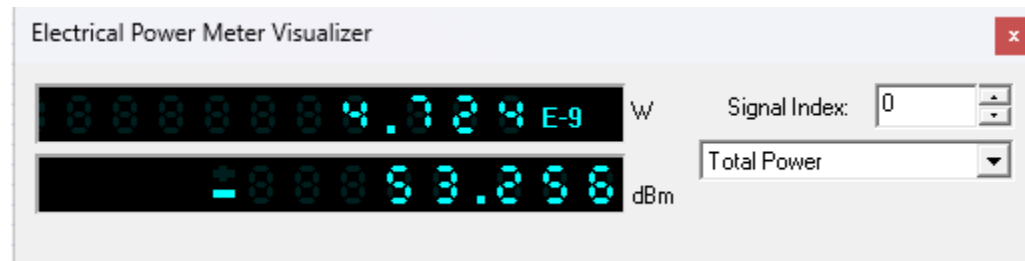 Electrical Power Meter Visualizer x
4.724 E-9 W Signal Index: 0
Total Power
- 53.256 dBm